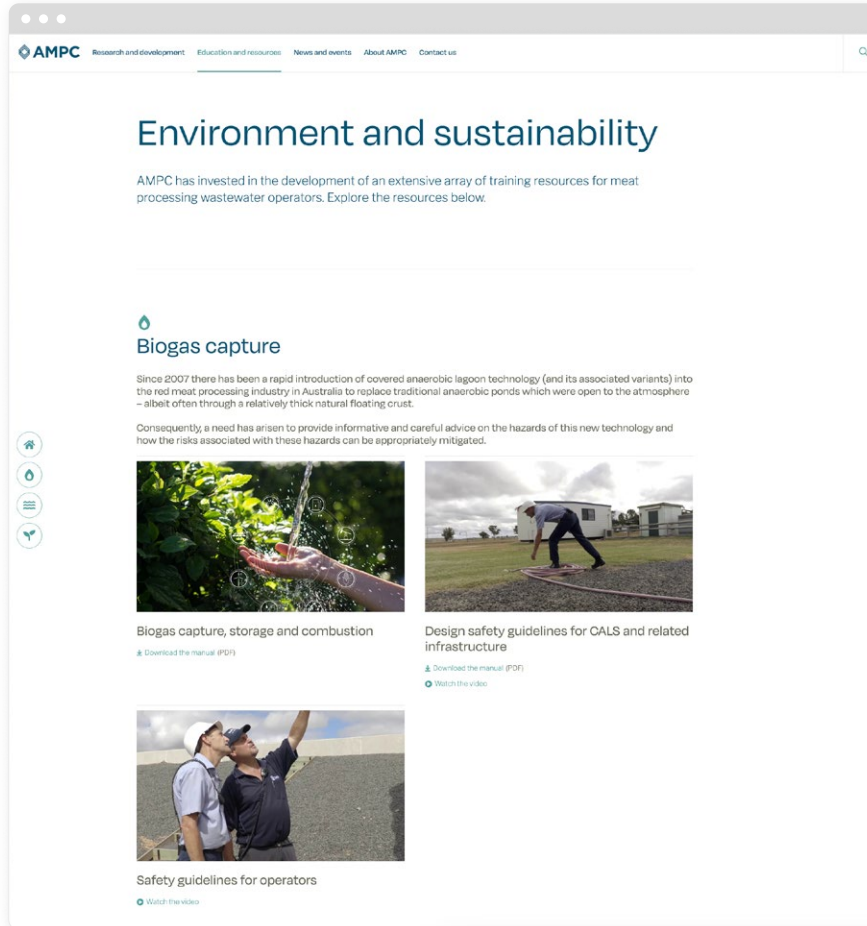 AMPC
Research and development
Education and resources
News and events
About AMPC
Contact us
Environment and sustainability
AMPC has invested in the development of an extensive array of training resources for meat
processing wastewater operators. Explore the resources below.
Biogas capture
Since 2007 there has been a rapid introduction of covered anaerobic lagoon technology (and its associated variants) into
the red meat processing industry in Australia to replace traditional anaerobic ponds which were open to the atmosphere
– albeit often through a relatively thick natural floating crust.
Consequently, a need has arisen to provide informative and careful advice on the hazards of this new technology and
how the risks associated with these hazards can be appropriately mitigated.
Biogas capture, storage and combustion
Download the manual (PDF)
Design safety guidelines for CALS and related
infrastructure
Download the manual (PDF)
Watch the video
Safety guidelines for operators
Watch the video